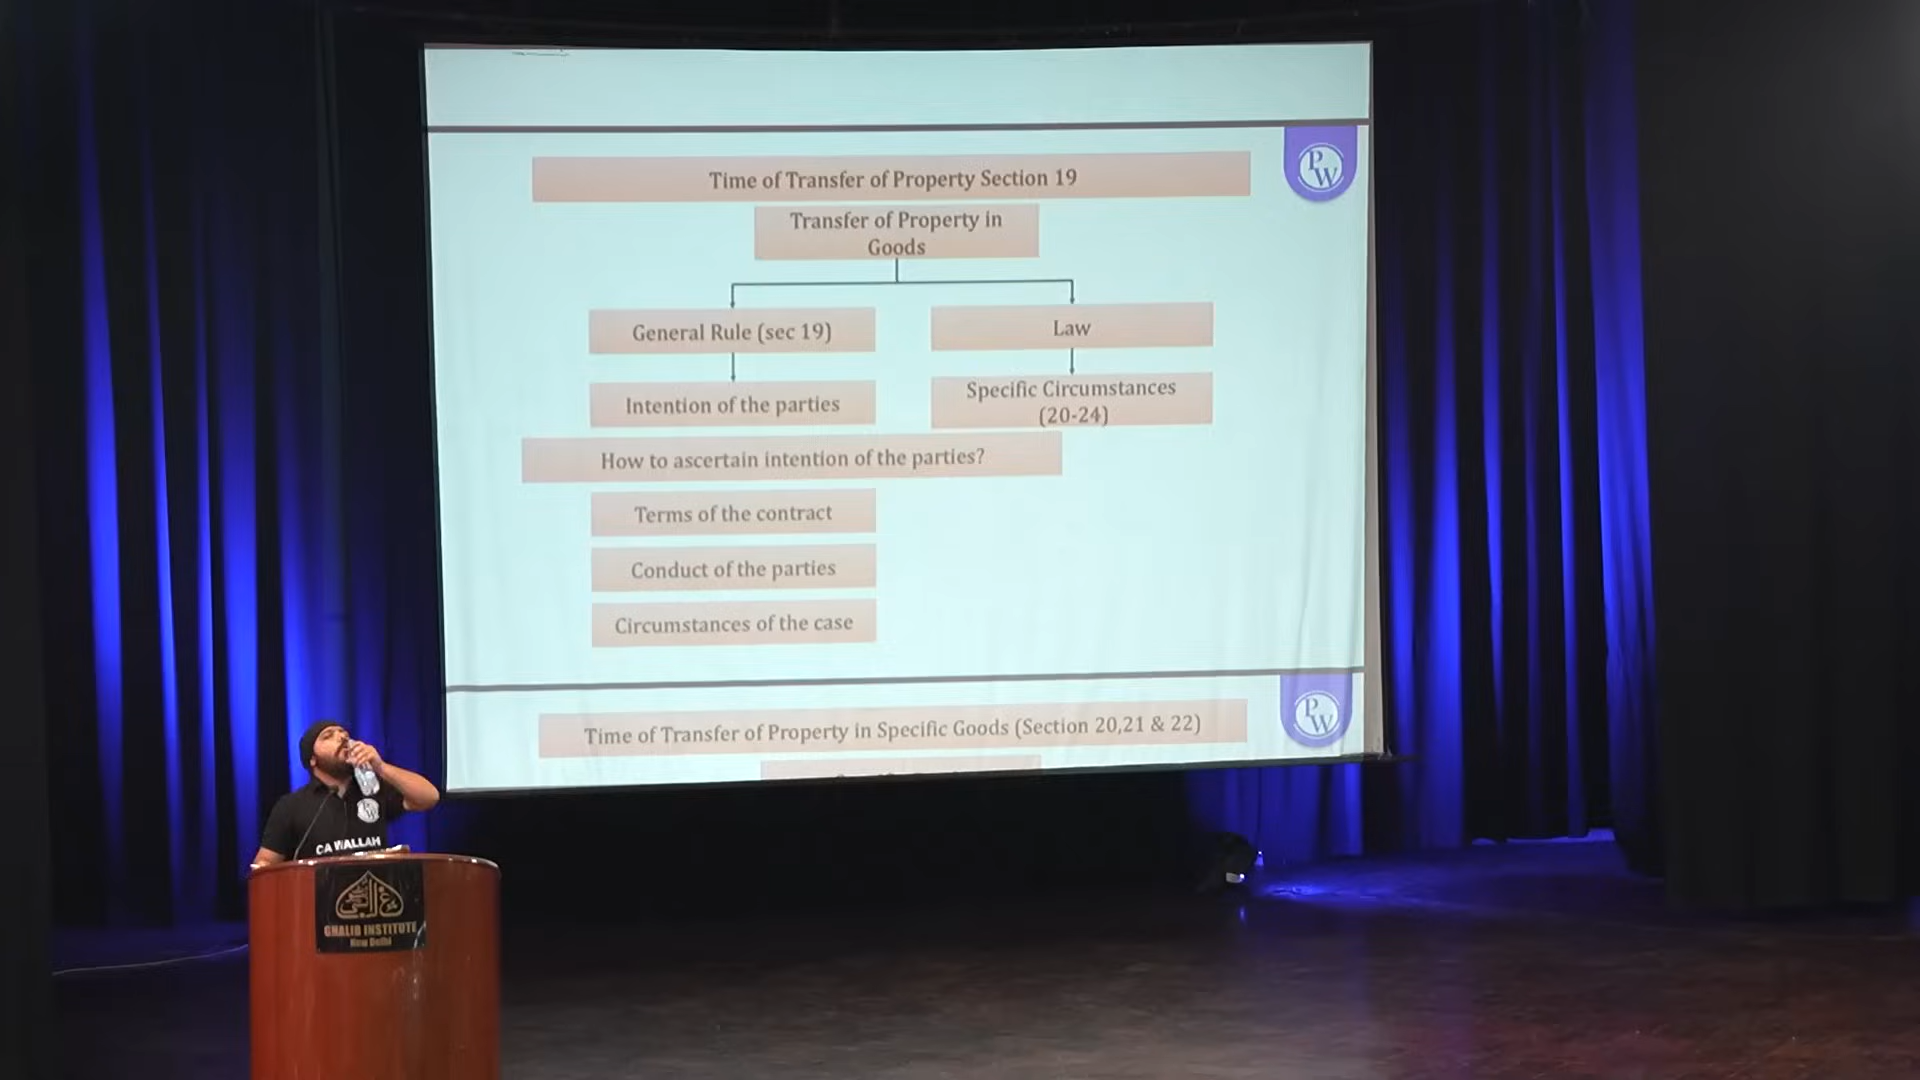 Time of Transfer of Property Section 19
PW
Transfer of Property in
Goods
General Rule (sec 19)
Law
Intention of the parties
Specific Circumstances
(20-24)
How to ascertain intention of the parties?
Terms of the contract
Conduct of the parties
Circumstances of the case
Time of Transfer of Property in Specific Goods (Section 20,21 & 22)
PW
PW
CA WALLAH
GHALIB INSTITUTE
New Delhi